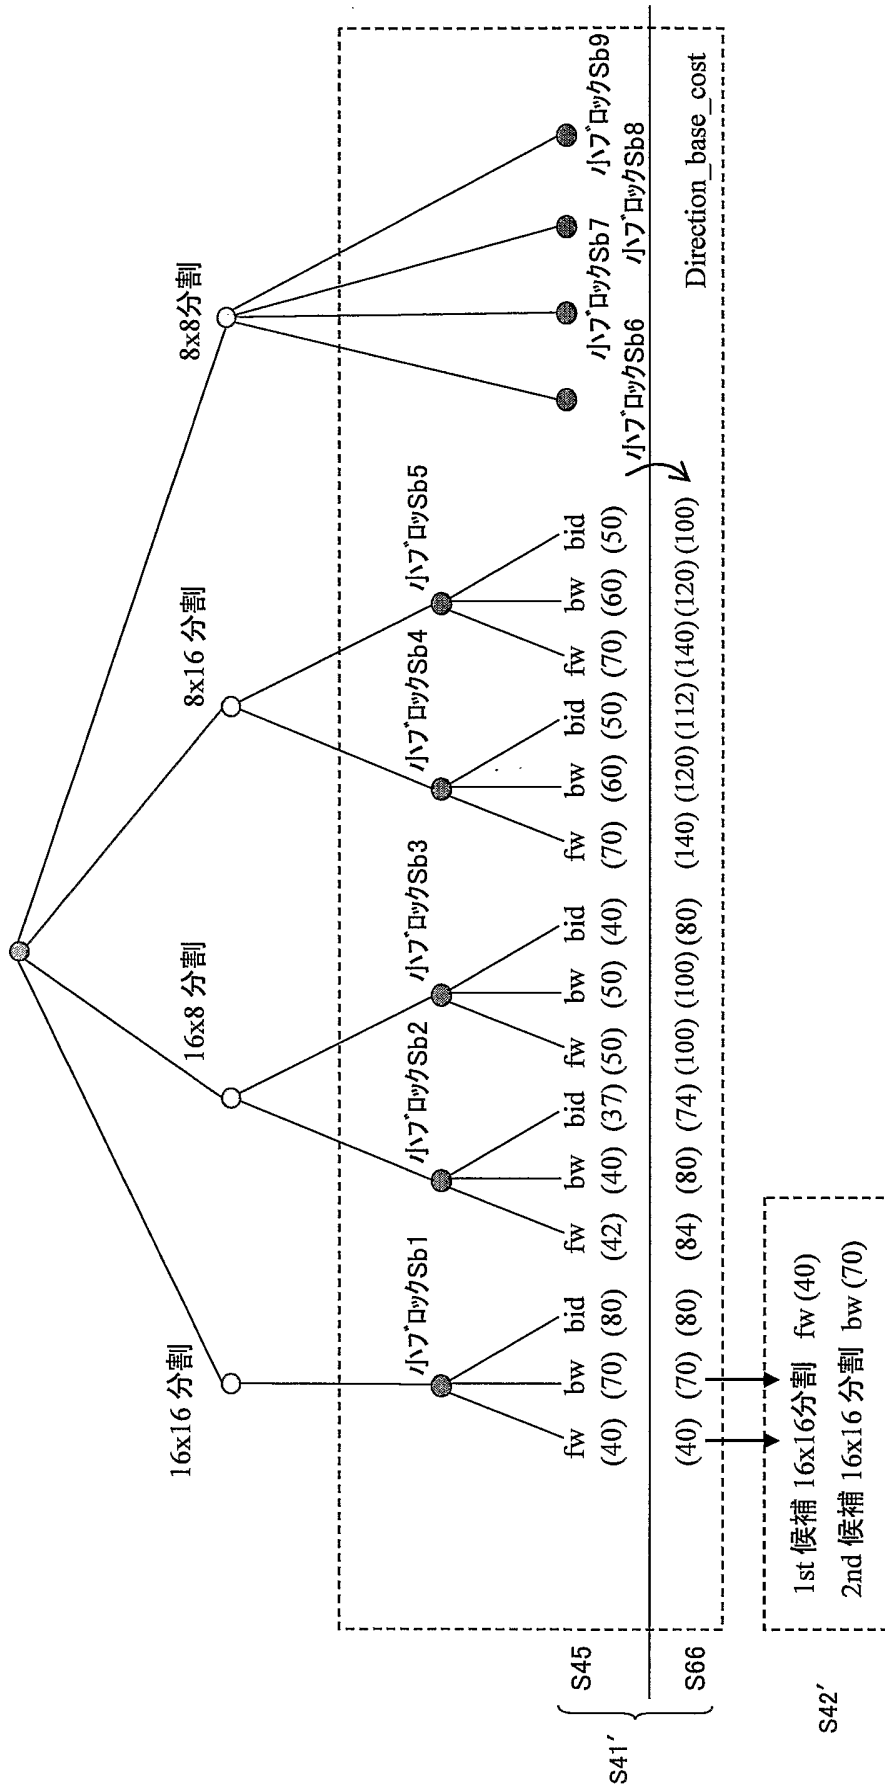 16x16 分割
16x8 分割
8x16 分割
8x8分割
小ブロックSb1
小ブロックSb2
小ブロックSb3
小ブロックSb4
小ブロッSb5
S41′
S45
fw bw bid fw bw bid fw bw bid fw bw bid fw bw bid
(40) (70) (80) (42) (40) (37) (50) (50) (40) (70) (60) (50) (70) (60) (50)
小ブロックSb6
小ブロックSb7
小ブロックSb8
小ブロックSb9
S66
(40) (70) (80) (84) (80) (74) (100) (100) (80) (140) (120) (112) (140) (120) (100)
Direction_base_cost
S42′
1st 候補 16x16分割 fw (40)
2nd 候補 16x16 分割 bw (70)